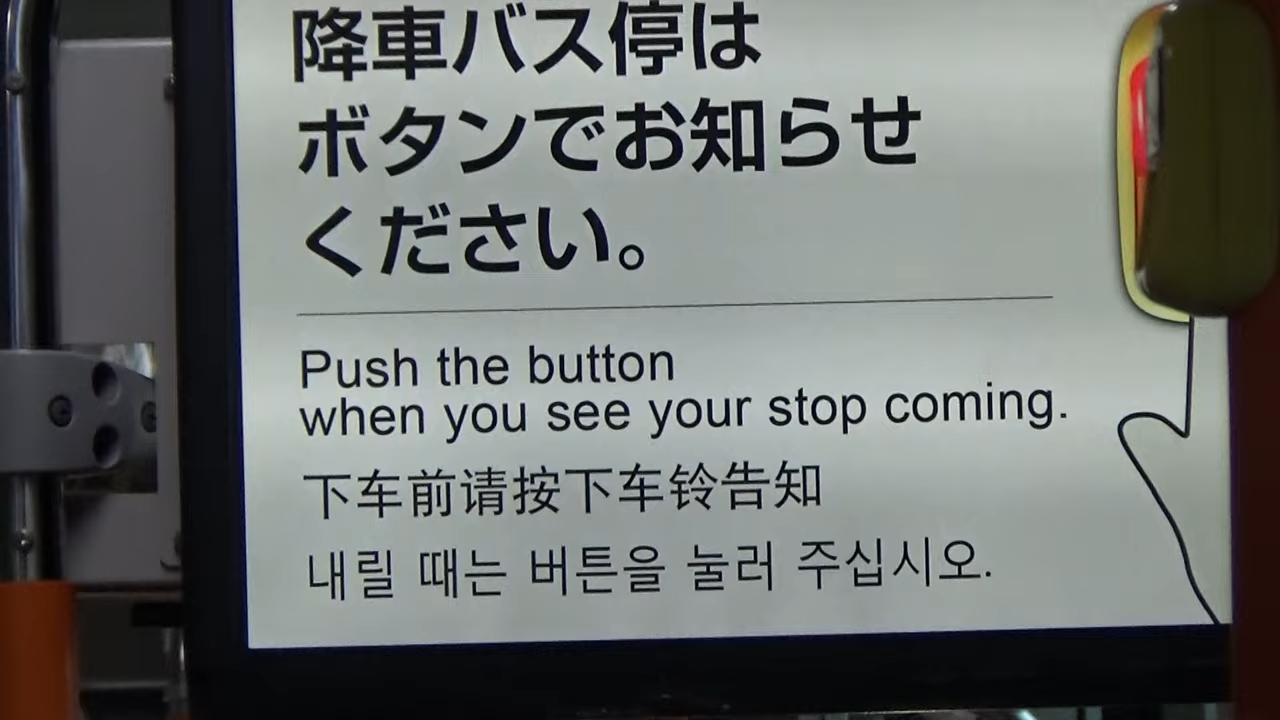 降車バス停は
ボタンでお知らせ
ください。
Push the button
when you see your stop coming.
下车前请按下车铃告知
내릴 때는 버튼을 눌러 주십시오.